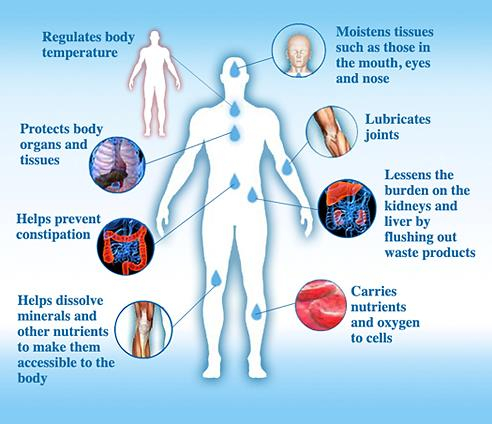 Regulates body
temperature
Moistens tissues
such as those in
the mouth, eyes
and nose
Protects body
organs and
tissues
Lubricates
joints
Helps prevent
constipation
Lessens the
burden on the
kidneys and
liver by
flushing out
waste products
Helps dissolve
minerals and
other nutrients
to make them
accessible to the
body
Carries
nutrients
and oxygen
to cells